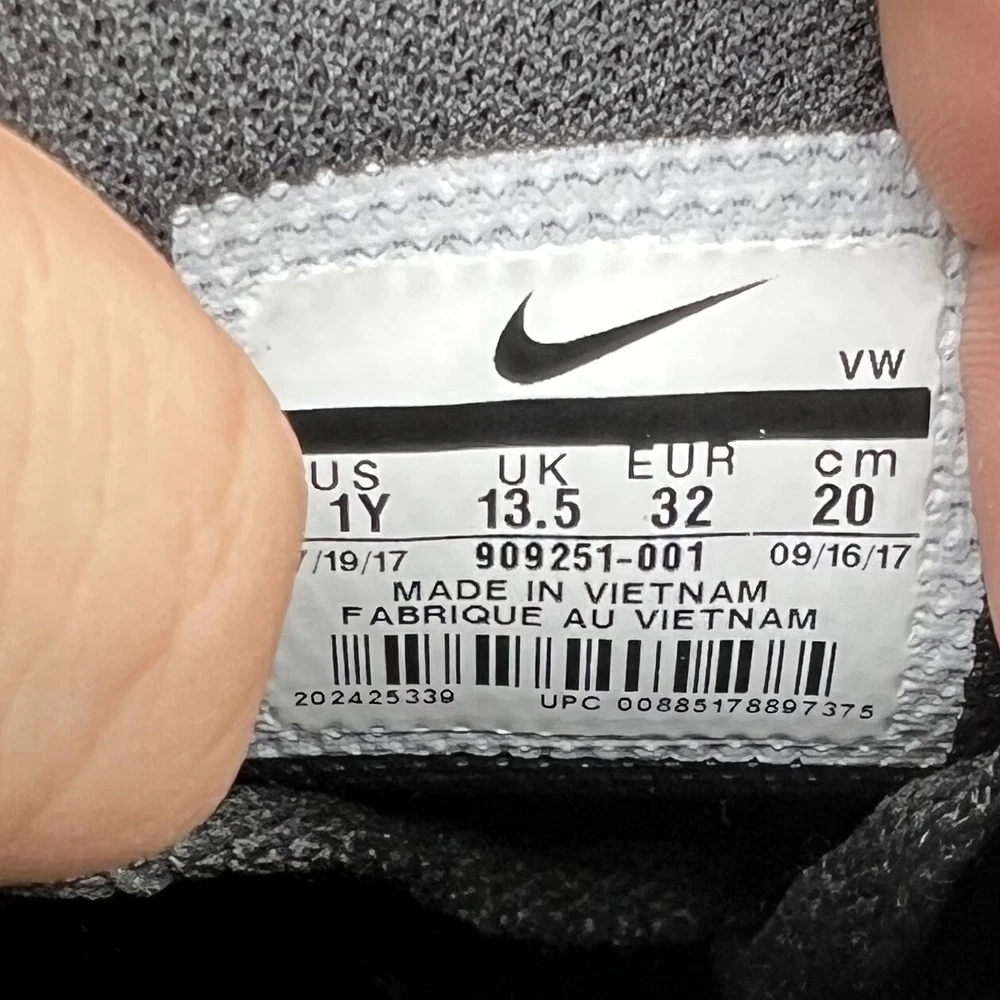 VW
US UK EUR cm
1Y 13.5 32 20
/19/17 909251-001 09/16/17
MADE IN VIETNAM
FABRIQUE AU VIETNAM
202425339 UPC 00885178897375